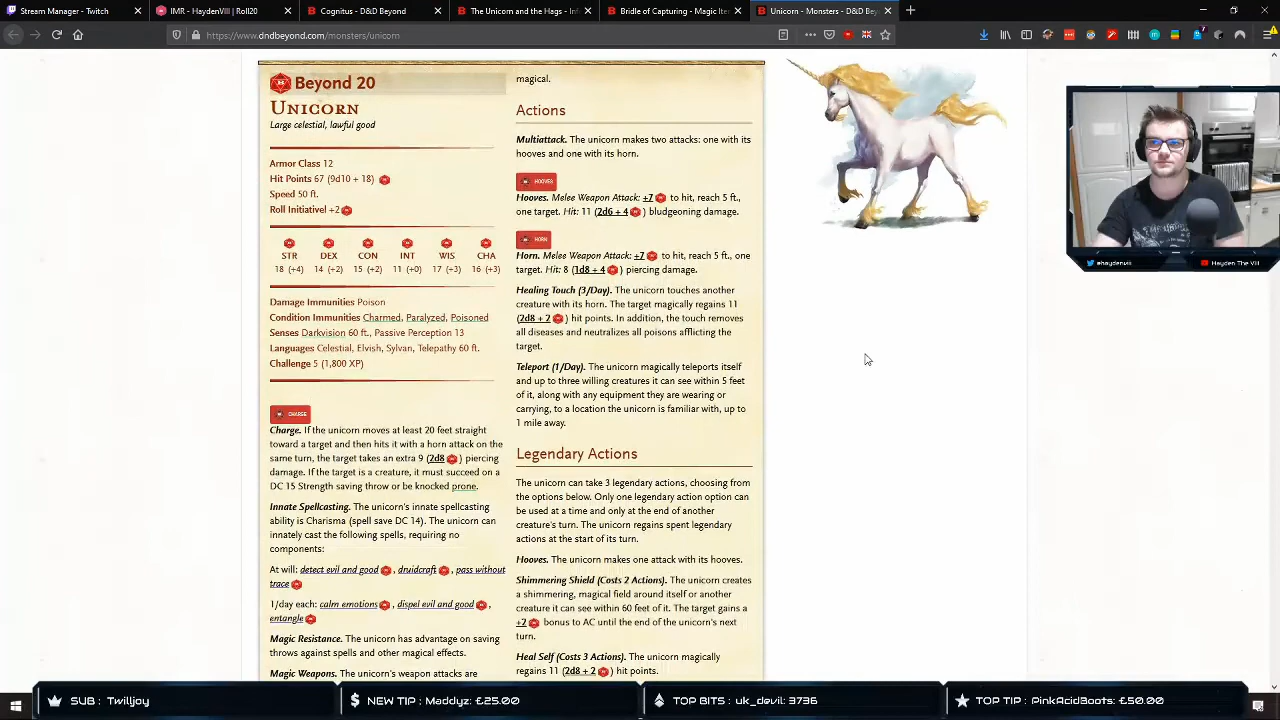 Stream Manager - Twitch
IMR - HaydenVill | Roll20
Cognitus - D&D Beyond
The Unicorn and the Hags - Inf
Bridle of Capturing - Magic Ite
Unicorn - Monsters - D&D Bey
https://www.dndbeyond.com/monsters/unicorn
Beyond 20
Unicorn
Large celestial, lawful good
Armor Class 12
Hit Points 67 (9d10 + 18)
Speed 50 ft.
Roll Initiative! +2
STR DEX CON INT WIS CHA
18 (+4) 14 (+2) 15 (+2) 11 (+0) 17 (+3) 16 (+3)
Damage Immunities Poison
Condition Immunities Charmed, Paralyzed, Poisoned
Senses Darkvision 60 ft., Passive Perception 13
Languages Celestial, Elvish, Sylvan, Telepathy 60 ft.
Challenge 5 (1,800 XP)
CHARGE
Charge. If the unicorn moves at least 20 feet straight
toward a target and then hits it with a horn attack on the
same turn, the target takes an extra 9 (2d8) piercing
damage. If the target is a creature, it must succeed on a
DC 15 Strength saving throw or be knocked prone.
Innate Spellcasting. The unicorn's innate spellcasting
ability is Charisma (spell save DC 14). The unicorn can
innately cast the following spells, requiring no
components:
At will: detect evil and good, druidcraft, pass without
trace
1/day each: calm emotions, dispel evil and good,
entangle
Magic Resistance. The unicorn has advantage on saving
throws against spells and other magical effects.
Magic Weapons. The unicorn's weapon attacks are
magical.
Actions
Multiattack. The unicorn makes two attacks: one with its
hooves and one with its horn.
HOOVES
Hooves. Melee Weapon Attack: +7 to hit, reach 5 ft.,
one target. Hit: 11 (2d6 + 4) bludgeoning damage.
HORN
Horn. Melee Weapon Attack: +7 to hit, reach 5 ft., one
target. Hit: 8 (1d8 + 4) piercing damage.
Healing Touch (3/Day). The unicorn touches another
creature with its horn. The target magically regains 11
(2d8 + 2) hit points. In addition, the touch removes
all diseases and neutralizes all poisons afflicting the
target.
Teleport (1/Day). The unicorn magically teleports itself
and up to three willing creatures it can see within 5 feet
of it, along with any equipment they are wearing or
carrying, to a location the unicorn is familiar with, up to
1 mile away.
Legendary Actions
The unicorn can take 3 legendary actions, choosing from
the options below. Only one legendary action option can
be used at a time and only at the end of another
creature's turn. The unicorn regains spent legendary
actions at the start of its turn.
Hooves. The unicorn makes one attack with its hooves.
Shimmering Shield (Costs 2 Actions). The unicorn creates
a shimmering, magical field around itself or another
creature it can see within 60 feet of it. The target gains a
+2 bonus to AC until the end of the unicorn's next
turn.
Heal Self (Costs 3 Actions). The unicorn magically
regains 11 (2d8 + 2) hit points.
ehaydenvii
Hayden The VIII
SUB : Twilljoy
NEW TIP : Maddyz: £25.00
TOP BITS : uk_devil: 3736
TOP TIP : PinkAcidBoots: £50.00